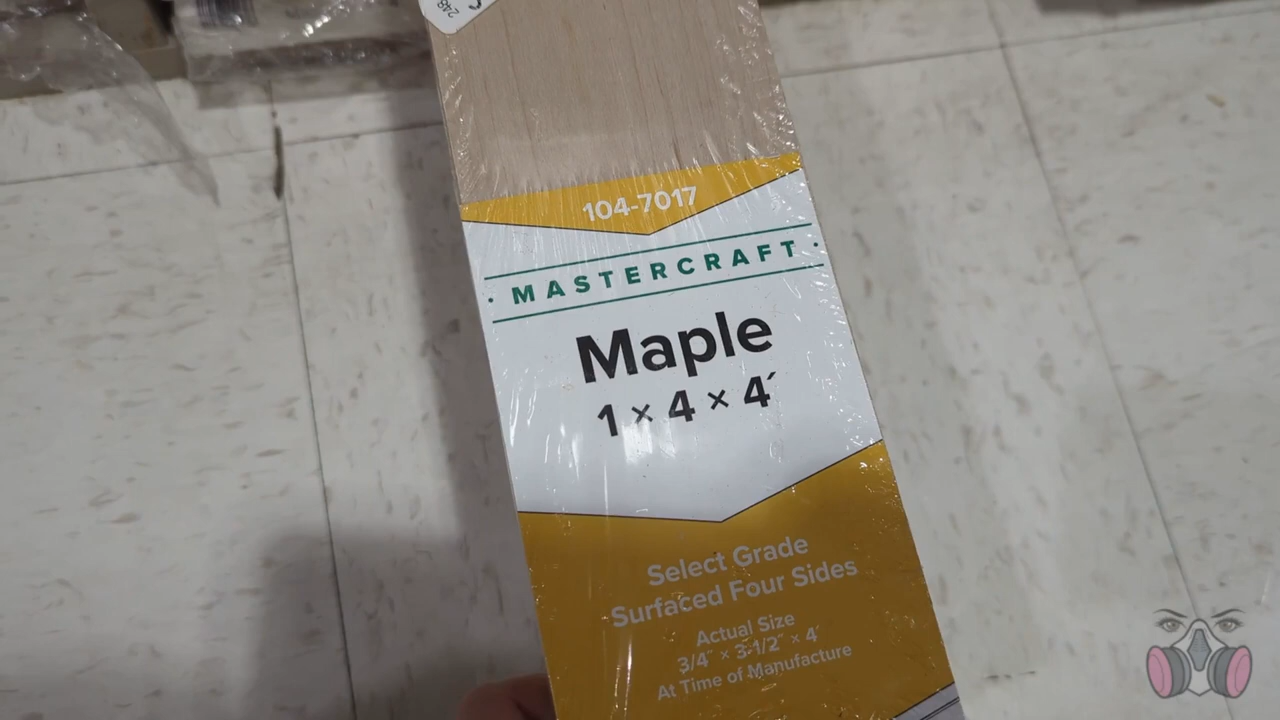 248
104-7017
· MASTERCRAFT ·
Maple
1 × 4 × 4´
Select Grade
Surfaced Four Sides
Actual Size
3/4˝ × 3-1/2˝ × 4´
At Time of Manufacture